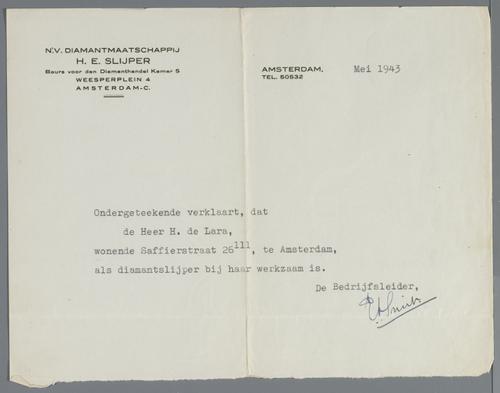 N.V. DIAMANTMAATSCHAPPIJ
H. E. SLIJPER
Beurs voor den Diamanthandel Kamer 5
WEESPERPLEIN 4
AMSTERDAM-C.
AMSTERDAM, Mei 1943
TEL. 50532
Ondergeteekende verklaart, dat
de Heer H. de Lara,
wonende Saffierstraat 26111, te Amsterdam,
als diamantslijper bij haar werkzaam is.
De Bedrijfsleider,